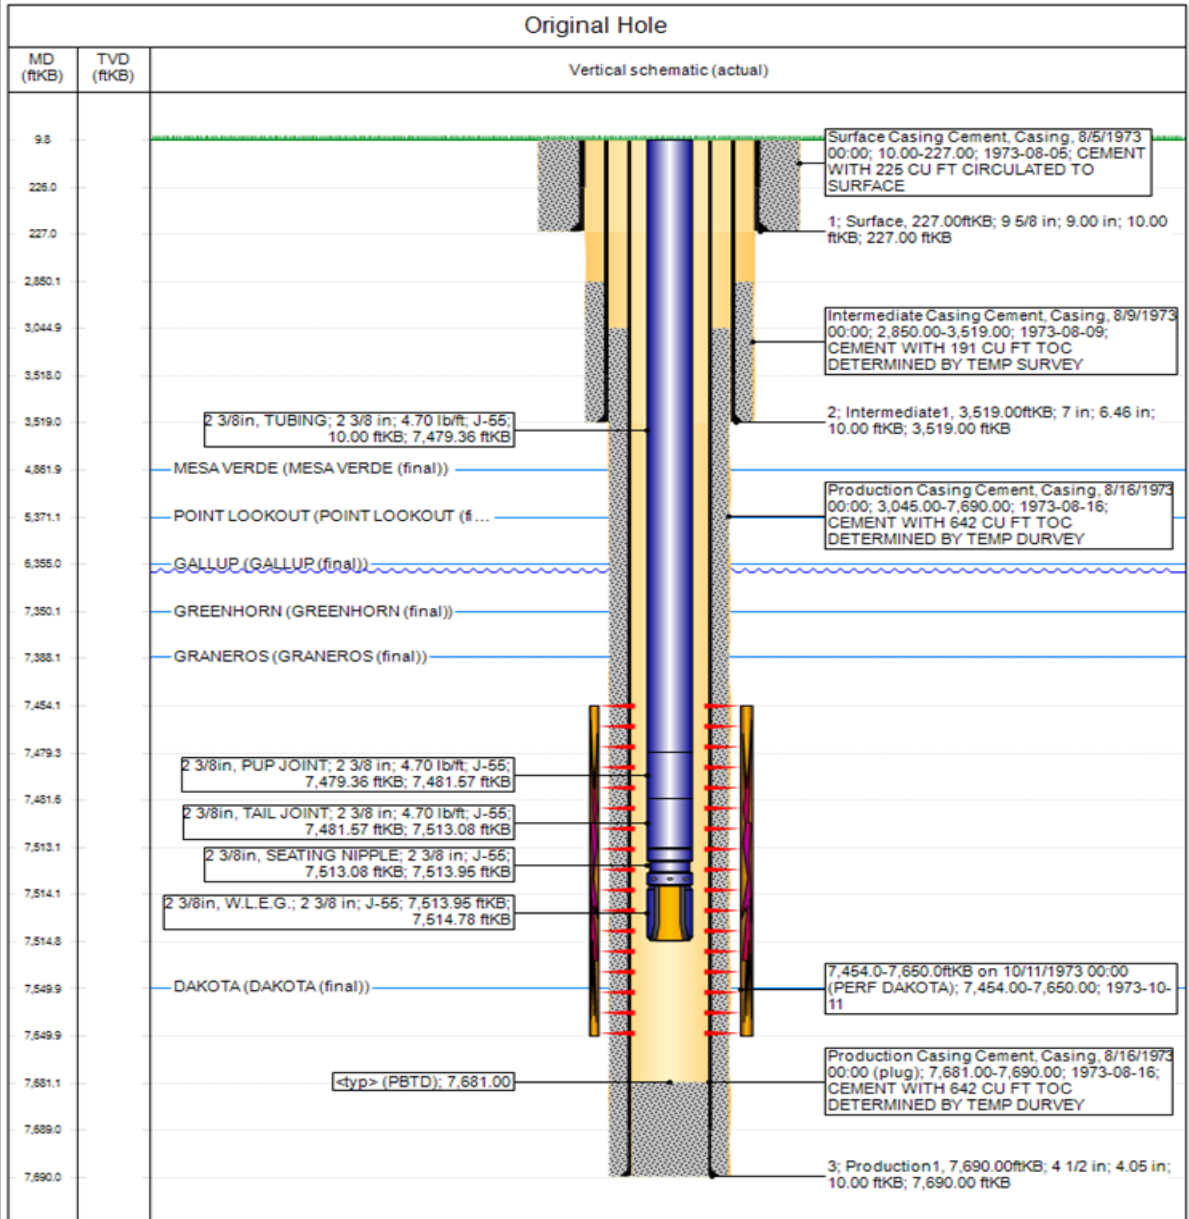 Original Hole
MD
(ftKB)
TVD
(ftKB)
Vertical schematic (actual)
9.8
Surface Casing Cement, Casing, 8/5/1973
00:00; 10.00-227.00; 1973-08-05; CEMENT
WITH 225 CU FT CIRCULATED TO
SURFACE
226.0
1; Surface, 227.00ftKB; 9 5/8 in; 9.00 in; 10.00
ftKB; 227.00 ftKB
227.0
2,850.1
Intermediate Casing Cement, Casing, 8/9/1973
00:00; 2,850.00-3,519.00; 1973-08-09;
CEMENT WITH 191 CU FT TOC
DETERMINED BY TEMP SURVEY
3,044.9
3,518.0
2 3/8in, TUBING; 2 3/8 in; 4.70 lb/ft; J-55;
10.00 ftKB; 7,479.36 ftKB
2; Intermediate1, 3,519.00ftKB; 7 in; 6.46 in;
10.00 ftKB; 3,519.00 ftKB
3,519.0
4,861.9
MESA VERDE (MESA VERDE (final))
Production Casing Cement, Casing, 8/16/1973
00:00; 3,045.00-7,690.00; 1973-08-16;
CEMENT WITH 642 CU FT TOC
DETERMINED BY TEMP DURVEY
5,371.1
POINT LOOKOUT (POINT LOOKOUT (fi...
6,355.0
GALLUP (GALLUP (final))
7,350.1
GREENHORN (GREENHORN (final))
7,388.1
GRANEROS (GRANEROS (final))
7,454.1
7,479.3
2 3/8in, PUP JOINT; 2 3/8 in; 4.70 lb/ft; J-55;
7,479.36 ftKB; 7,481.57 ftKB
7,481.6
2 3/8in, TAIL JOINT; 2 3/8 in; 4.70 lb/ft; J-55;
7,481.57 ftKB; 7,513.08 ftKB
7,513.1
2 3/8in, SEATING NIPPLE; 2 3/8 in; J-55;
7,513.08 ftKB; 7,513.95 ftKB
7,514.1
2 3/8in, W.L.E.G.; 2 3/8 in; J-55; 7,513.95 ftKB;
7,514.78 ftKB
7,514.8
7,549.9
DAKOTA (DAKOTA (final))
7,454.0-7,650.0ftKB on 10/11/1973 00:00
(PERF DAKOTA); 7,454.00-7,650.00; 1973-10-
11
7,649.9
Production Casing Cement, Casing, 8/16/1973
00:00 (plug); 7,681.00-7,690.00; 1973-08-16;
CEMENT WITH 642 CU FT TOC
DETERMINED BY TEMP DURVEY
7,681.1
<typ> (PBTD); 7,681.00
7,689.0
7,690.0
3; Production1, 7,690.00ftKB; 4 1/2 in; 4.05 in;
10.00 ftKB; 7,690.00 ftKB